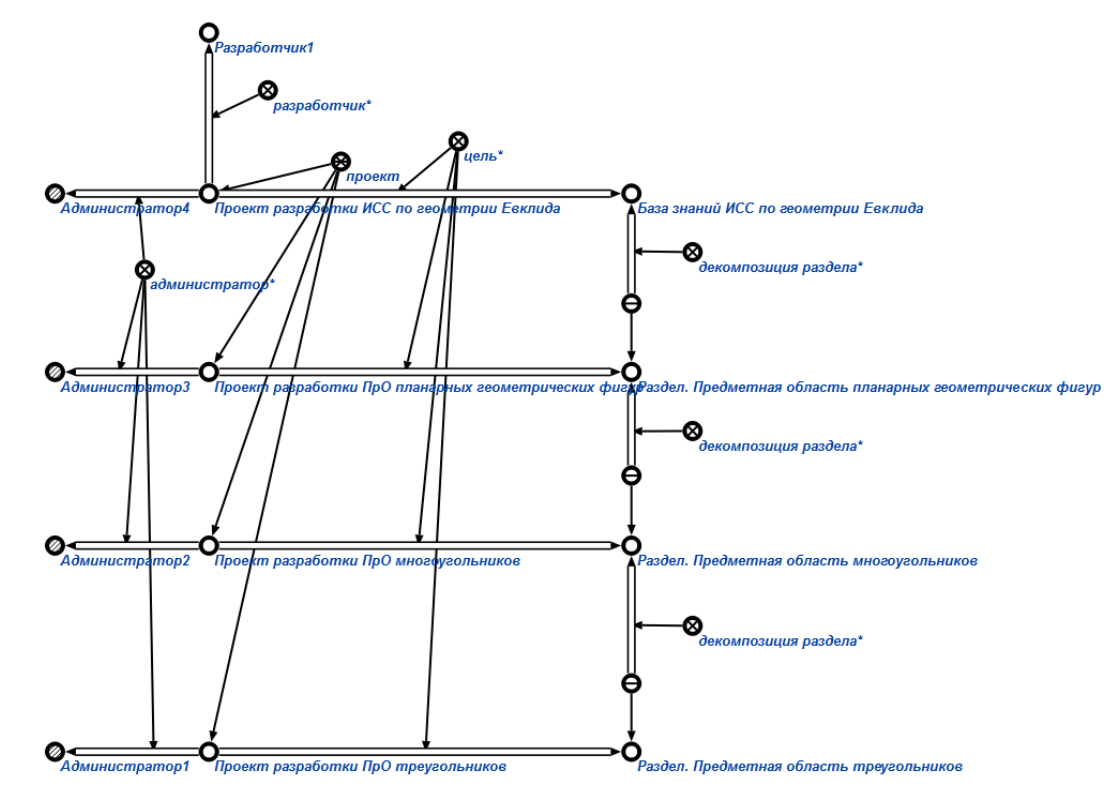 Разработчик1
разработчик*
цель*
проект
Администратор4
Проект разработки ИСС по геометрии Евклида
База знаний ИСС по геометрии Евклида
декомпозиция раздела*
администратор*
Администратор3
Проект разработки ПрО планарных геометрических фигур
Раздел. Предметная область планарных геометрических фигур
декомпозиция раздела*
Администратор2
Проект разработки ПрО многоугольников
Раздел. Предметная область многоугольников
декомпозиция раздела*
Администратор1
Проект разработки ПрО треугольников
Раздел. Предметная область треугольников